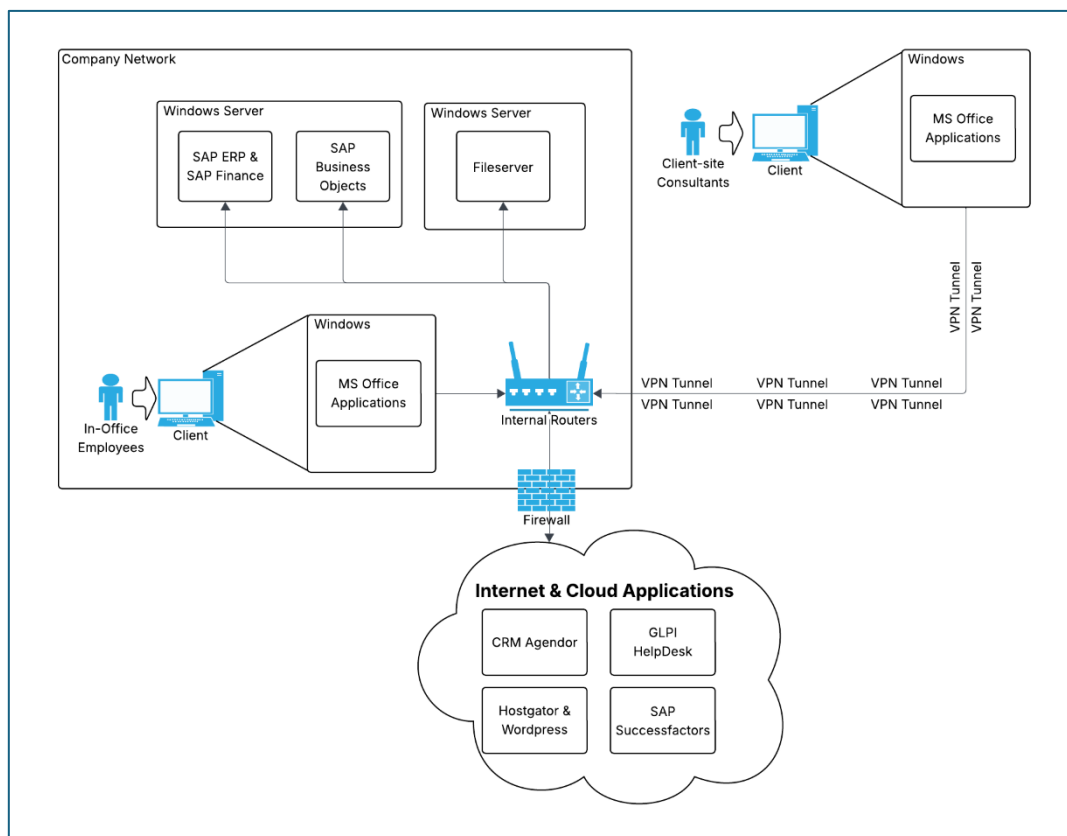 Company Network
Windows Server
SAP ERP &
SAP Finance
SAP
Business
Objects
Windows Server
Fileserver
Windows
MS Office
Applications
Client-site
Consultants
Client
VPN Tunnel
VPN Tunnel
Windows
MS Office
Applications
In-Office
Employees
Client
Internal Routers
VPN Tunnel VPN Tunnel VPN Tunnel
VPN Tunnel VPN Tunnel VPN Tunnel
Firewall
Internet & Cloud Applications
CRM Agendor
GLPI
HelpDesk
Hostgator &
Wordpress
SAP
Successfactors